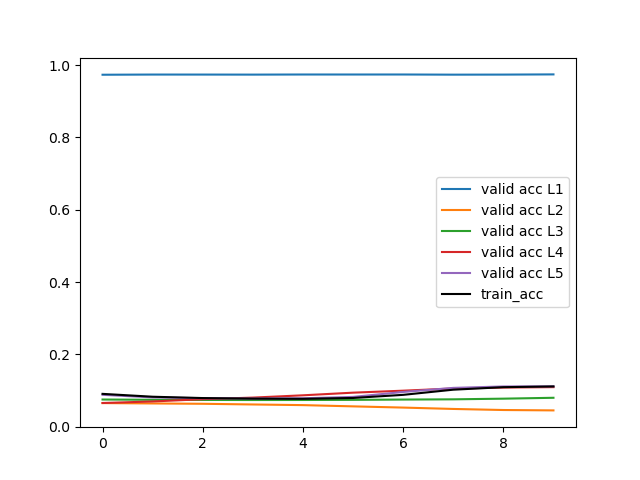 1.0
0.8
0.6
0.4
0.2
0.0
0 2 4 6 8
valid acc L1
valid acc L2
valid acc L3
valid acc L4
valid acc L5
train_acc